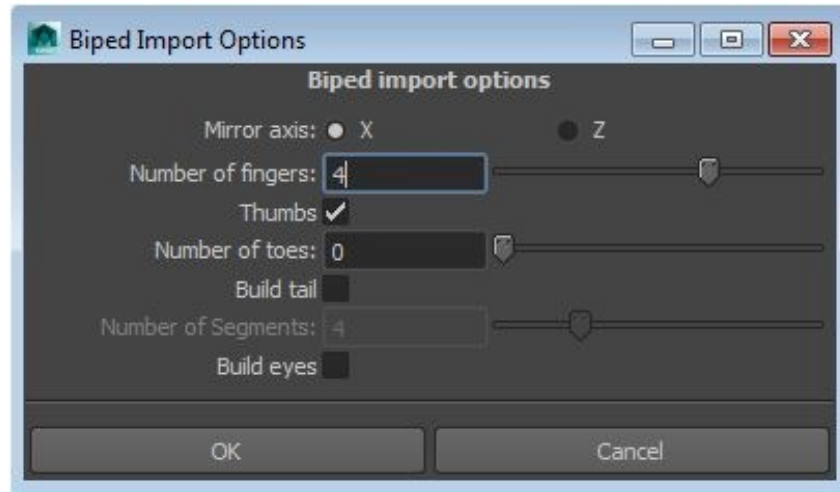 Biped Import Options
Biped import options
Mirror axis: X Z
Number of fingers: 4
Thumbs
Number of toes: 0
Build tail
Number of Segments: 4
Build eyes
OK Cancel